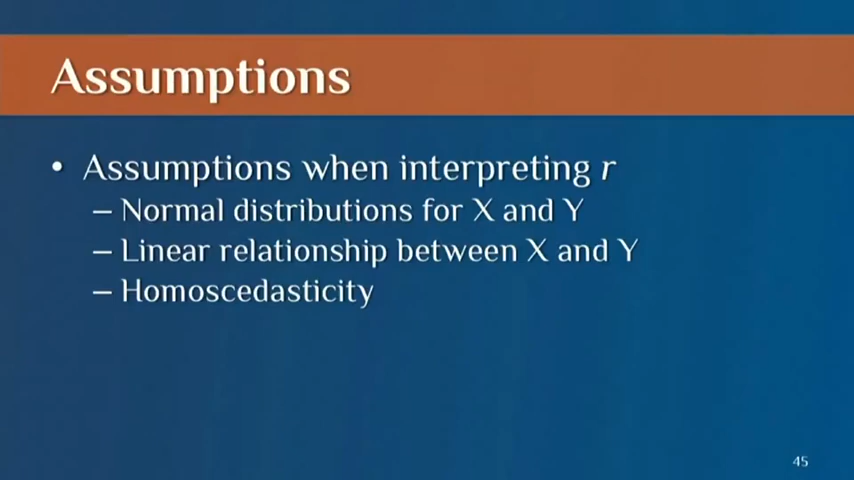 Assumptions
• Assumptions when interpreting r
– Normal distributions for X and Y
– Linear relationship between X and Y
– Homoscedasticity
45